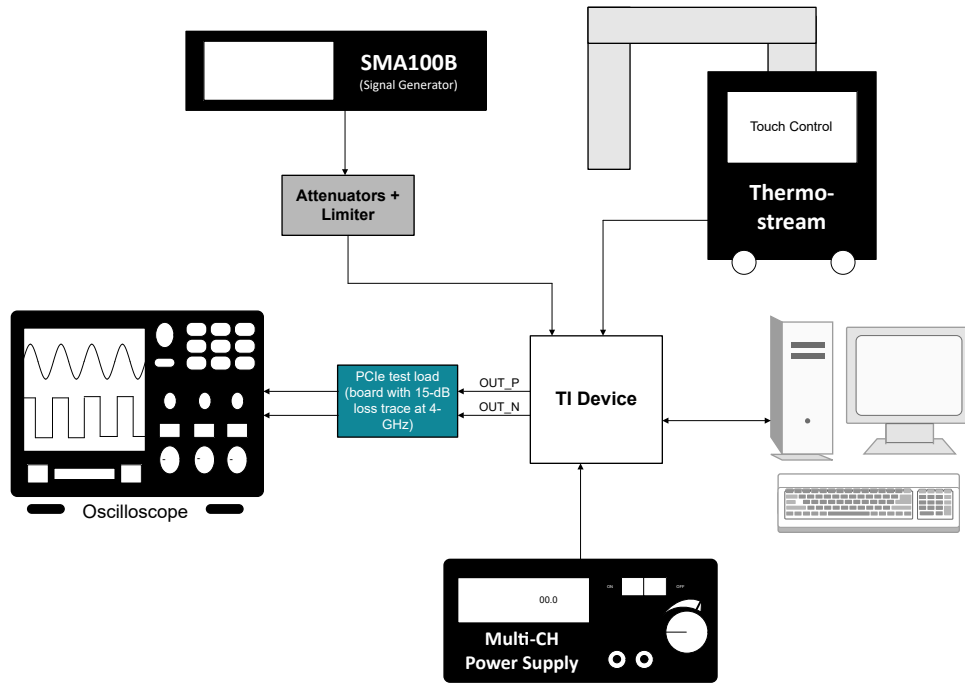 SMA100B
(Signal Generator)
Touch Control
Thermo-
stream
Attenuators +
Limiter
PCIe test load
(board with 15-dB
loss trace at 4-
GHz)
OUT_P
OUT_N
TI Device
Oscilloscope
ON
OFF
00.0
Multi-CH
Power Supply